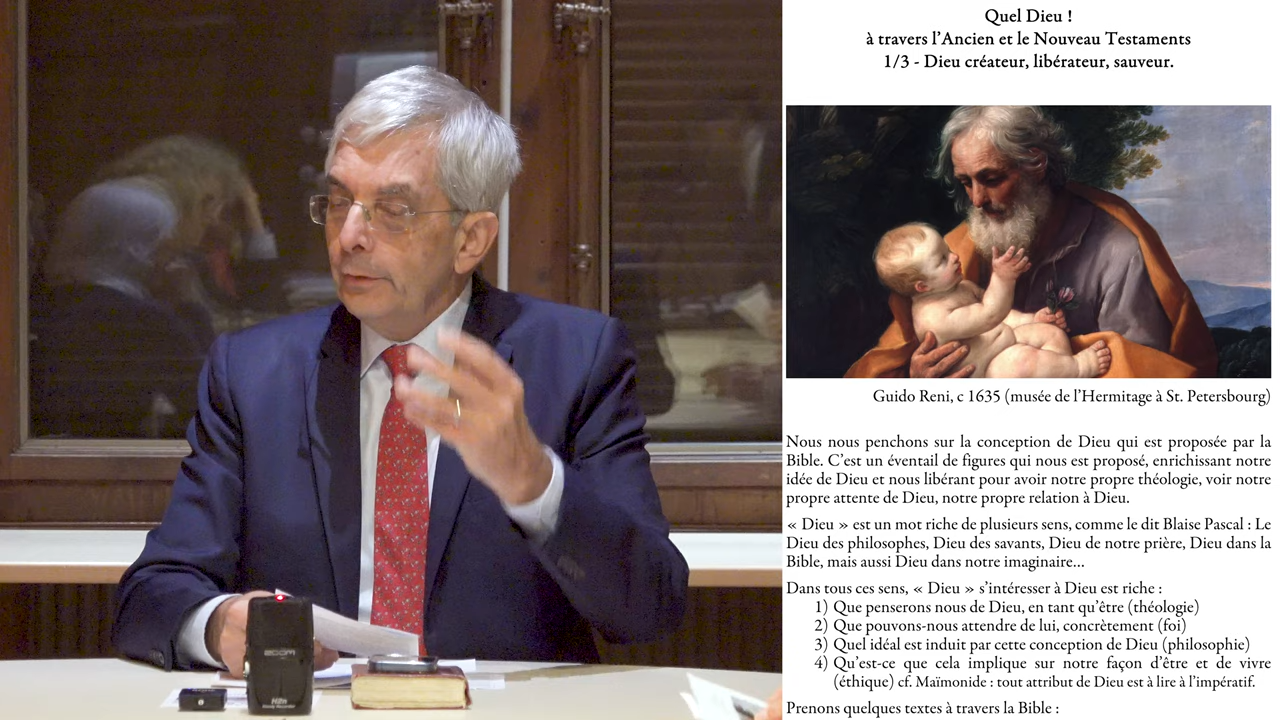 Quel Dieu !
à travers l’Ancien et le Nouveau Testaments
1/3 - Dieu créateur, libérateur, sauveur.
Guido Reni, c 1635 (musée de l’Hermitage à St. Petersbourg)
Nous nous penchons sur la conception de Dieu qui est proposée par la
Bible. C’est un éventail de figures qui nous est proposé, enrichissant notre
idée de Dieu et nous libérant pour avoir notre propre théologie, voir notre
propre attente de Dieu, notre propre relation à Dieu.
« Dieu » est un mot riche de plusieurs sens, comme le dit Blaise Pascal : Le
Dieu des philosophes, Dieu des savants, Dieu de notre prière, Dieu dans la
Bible, mais aussi Dieu dans notre imaginaire...
Dans tous ces sens, « Dieu » s’intéresser à Dieu est riche :
1) Que penserons nous de Dieu, en tant qu’être (théologie)
2) Que pouvons-nous attendre de lui, concrètement (foi)
3) Quel idéal est induit par cette conception de Dieu (philosophie)
4) Qu’est-ce que cela implique sur notre façon d’être et de vivre
(éthique) cf. Maïmonide : tout attribut de Dieu est à lire à l’impératif.
Prenons quelques textes à travers la Bible :
zoom
H2n